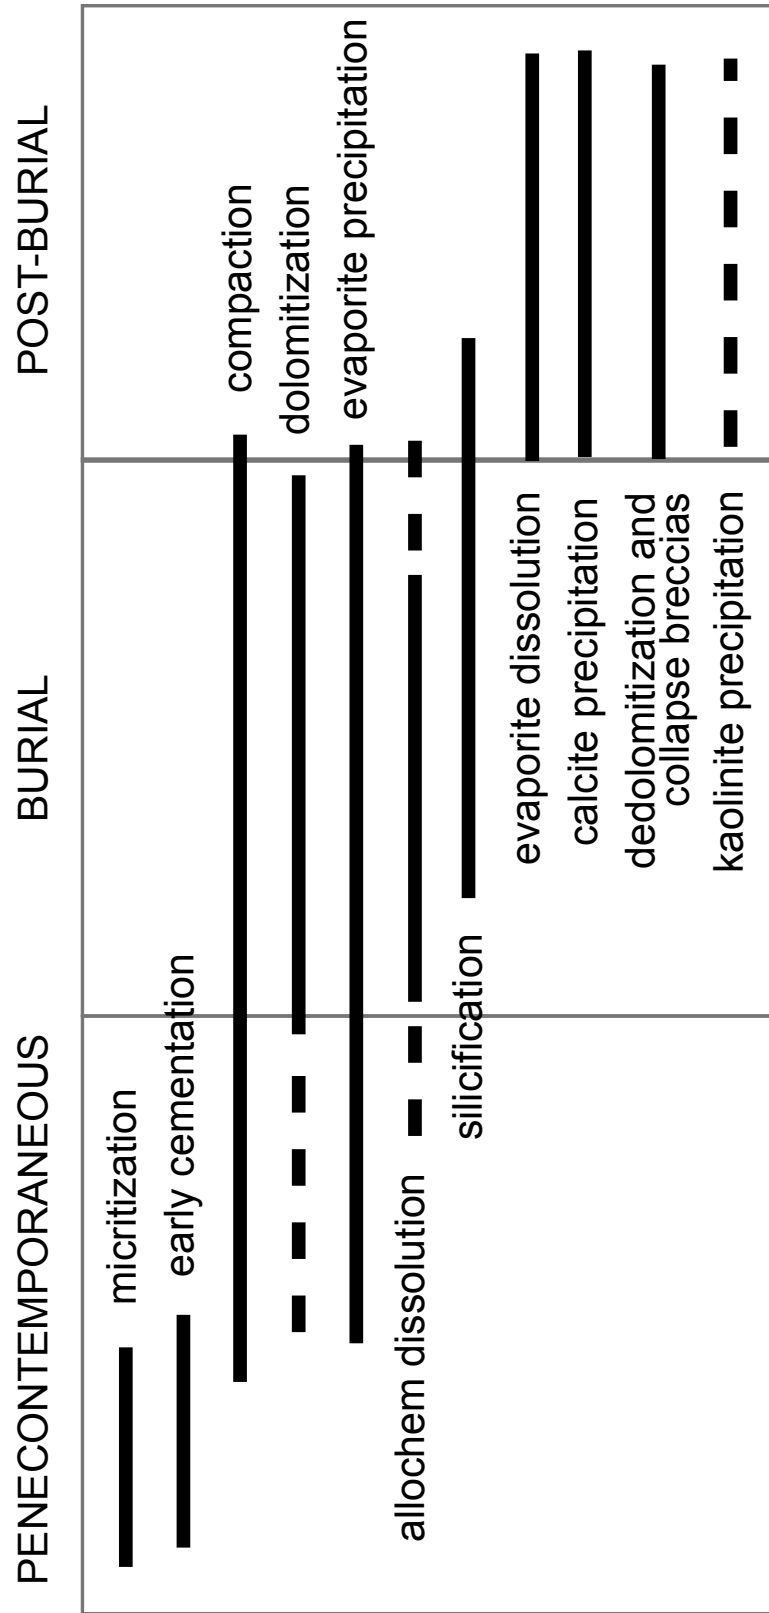 PENECONTEMPORANEOUS
BURIAL
POST-BURIAL
micritization
early cementation
compaction
dolomitization
evaporite precipitation
allochem dissolution
silicification
evaporite dissolution
calcite precipitation
dedolomitization and
collapse breccias
kaolinite precipitation